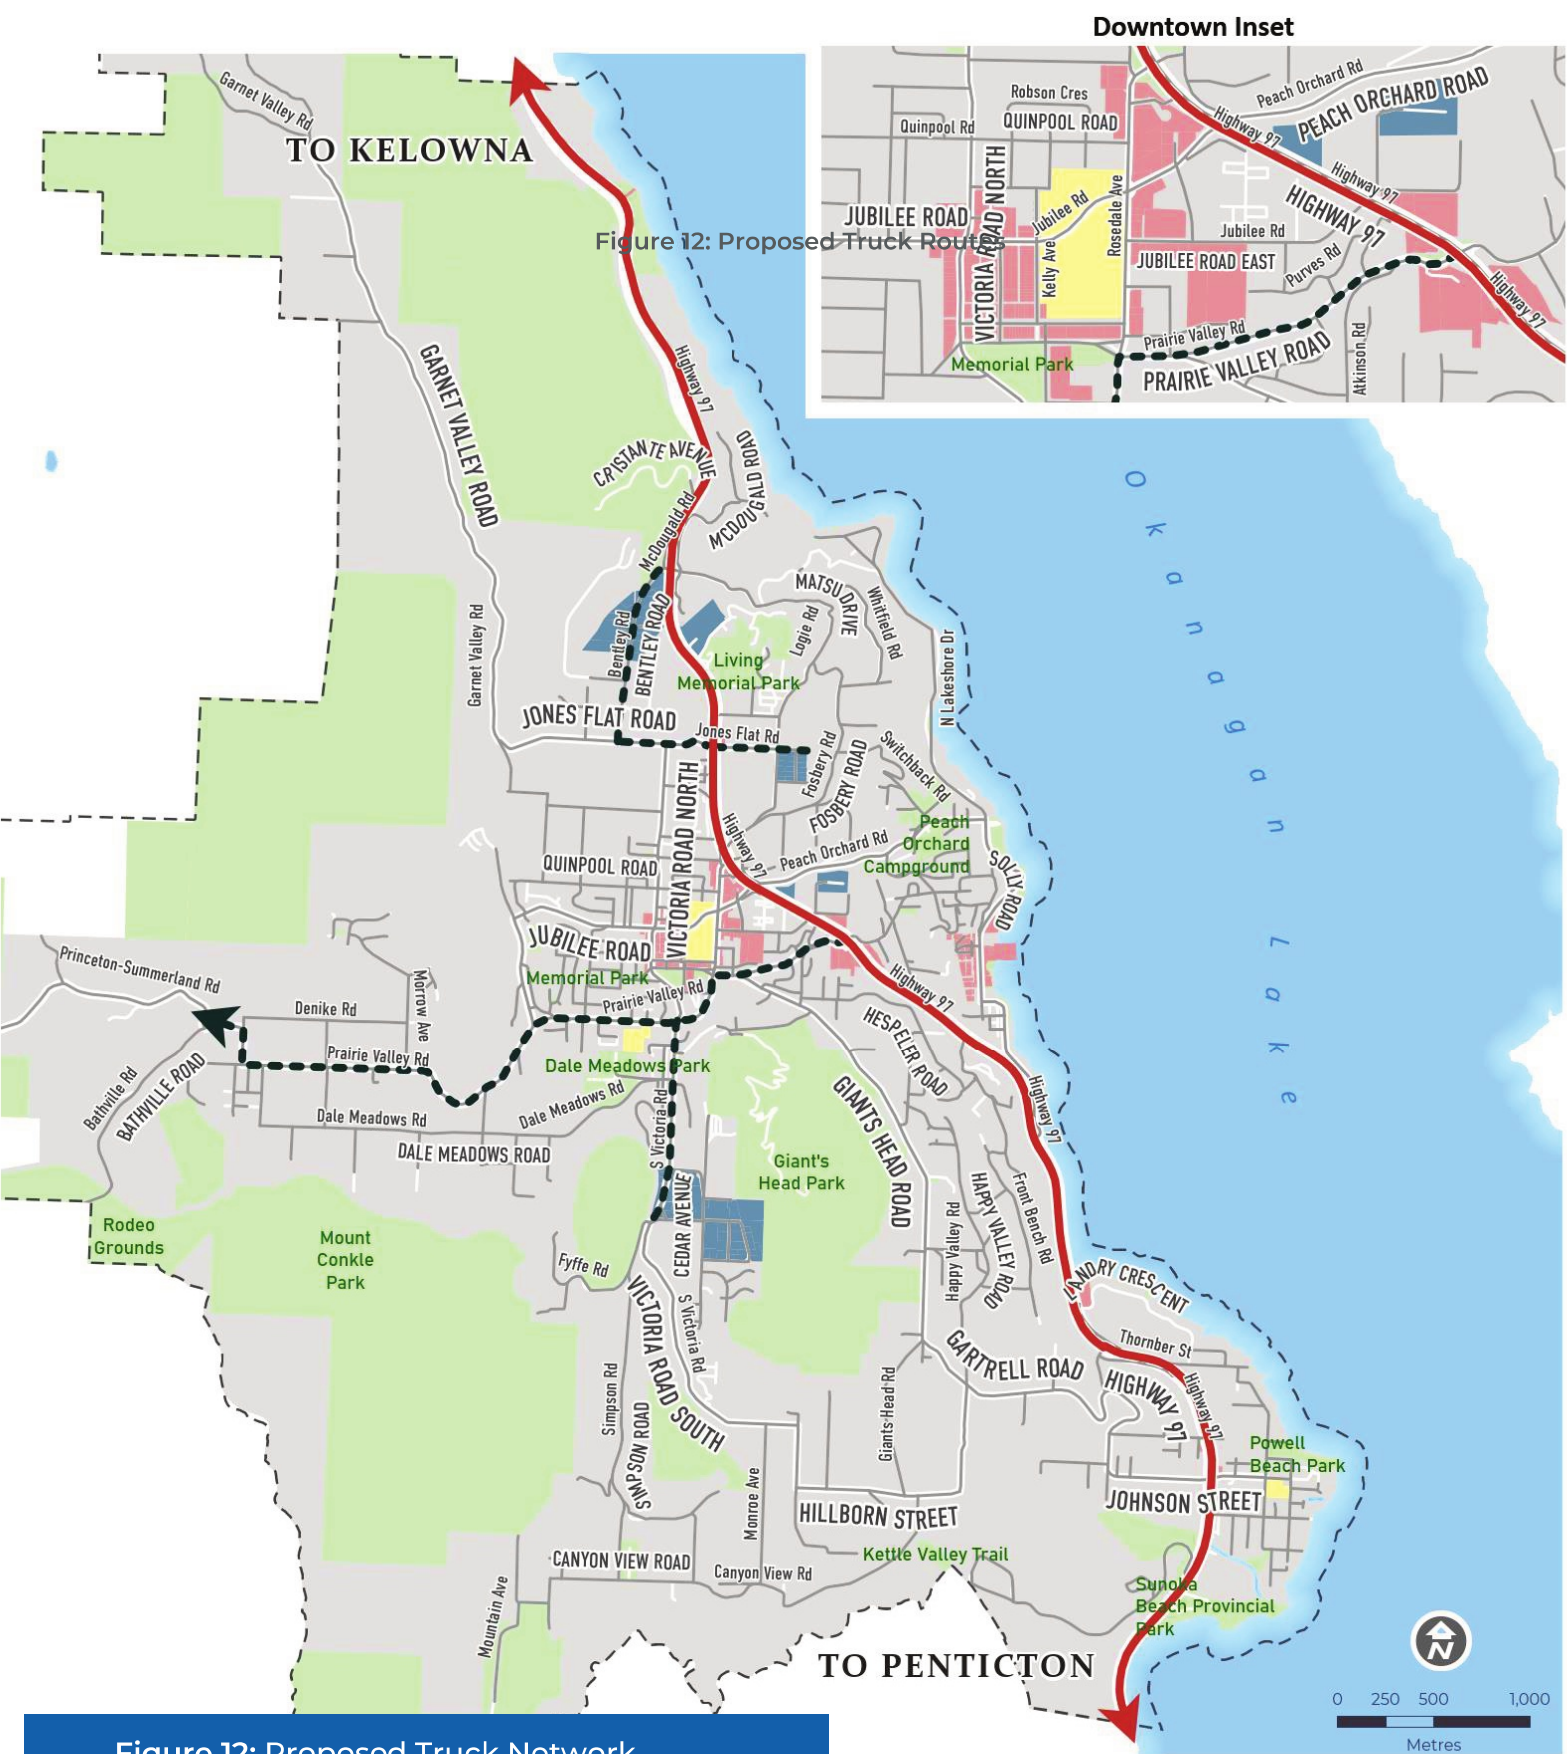 Downtown Inset
Robson Cres
Peach Orchard Rd
PEACH ORCHARD ROAD
Quinpool Rd
QUINPOOL ROAD
Highway 97
Highway 97
HIGHWAY 97
VICTORIA ROAD NORTH
JUBILEE ROAD
Jubilee Rd
Rosedale Ave
Kelly Ave
Jubilee Rd
JUBILEE ROAD EAST
Purves Rd
Highway 97
Prairie Valley Rd
PRAIRIE VALLEY ROAD
Atkinson Rd
Memorial Park
Figure 12: Proposed Truck Routes
Garnet Valley Rd
TO KELOWNA
GARNET VALLEY ROAD
Highway 97
CRISTANTE AVENUE
MCDOUGALD ROAD
McDougald Rd
MATSU DRIVE
Whitfield Rd
Logie Rd
Bentley Rd
BENTLEY ROAD
Garnet Valley Rd
Living
Memorial Park
N Lakeshore Dr
JONES FLAT ROAD
Jones Flat Rd
Fosbery Rd
FOSBERY ROAD
Switchback Rd
VICTORIA ROAD NORTH
Highway 97
Peach
Orchard
Campground
Peach Orchard Rd
QUINPOOL ROAD
SOLLY ROAD
JUBILEE ROAD
Memorial Park
Prairie Valley Rd
Highway 97
Okanagan Lake
Princeton-Summerland Rd
Denike Rd
Morrow Ave
Prairie Valley Rd
Bathville Rd
BATHVILLE ROAD
Dale Meadows Park
Dale Meadows Rd
Dale Meadows Rd
DALE MEADOWS ROAD
S Victoria Rd
HESPELER ROAD
GIANTS HEAD ROAD
Highway 97
Giant's
Head Park
CEDAR AVENUE
Happy Valley Rd
HAPPY VALLEY ROAD
Front Bench Rd
Rodeo
Grounds
Mount
Conkle
Park
Fyffe Rd
VICTORIA ROAD SOUTH
S Victoria Rd
LANDRY CRESCENT
Thornber St
GARTRELL ROAD
HIGHWAY 97
Highway 97
Simpson Rd
SIMPSON ROAD
Giants Head Rd
Powell
Beach Park
Monroe Ave
HILLBORN STREET
JOHNSON STREET
CANYON VIEW ROAD
Canyon View Rd
Kettle Valley Trail
Mountain Ave
Sunoka
Beach Provincial
Park
TO PENTICTON
N
0 250 500 1,000
Metres
Figure 12: Proposed Truck Network